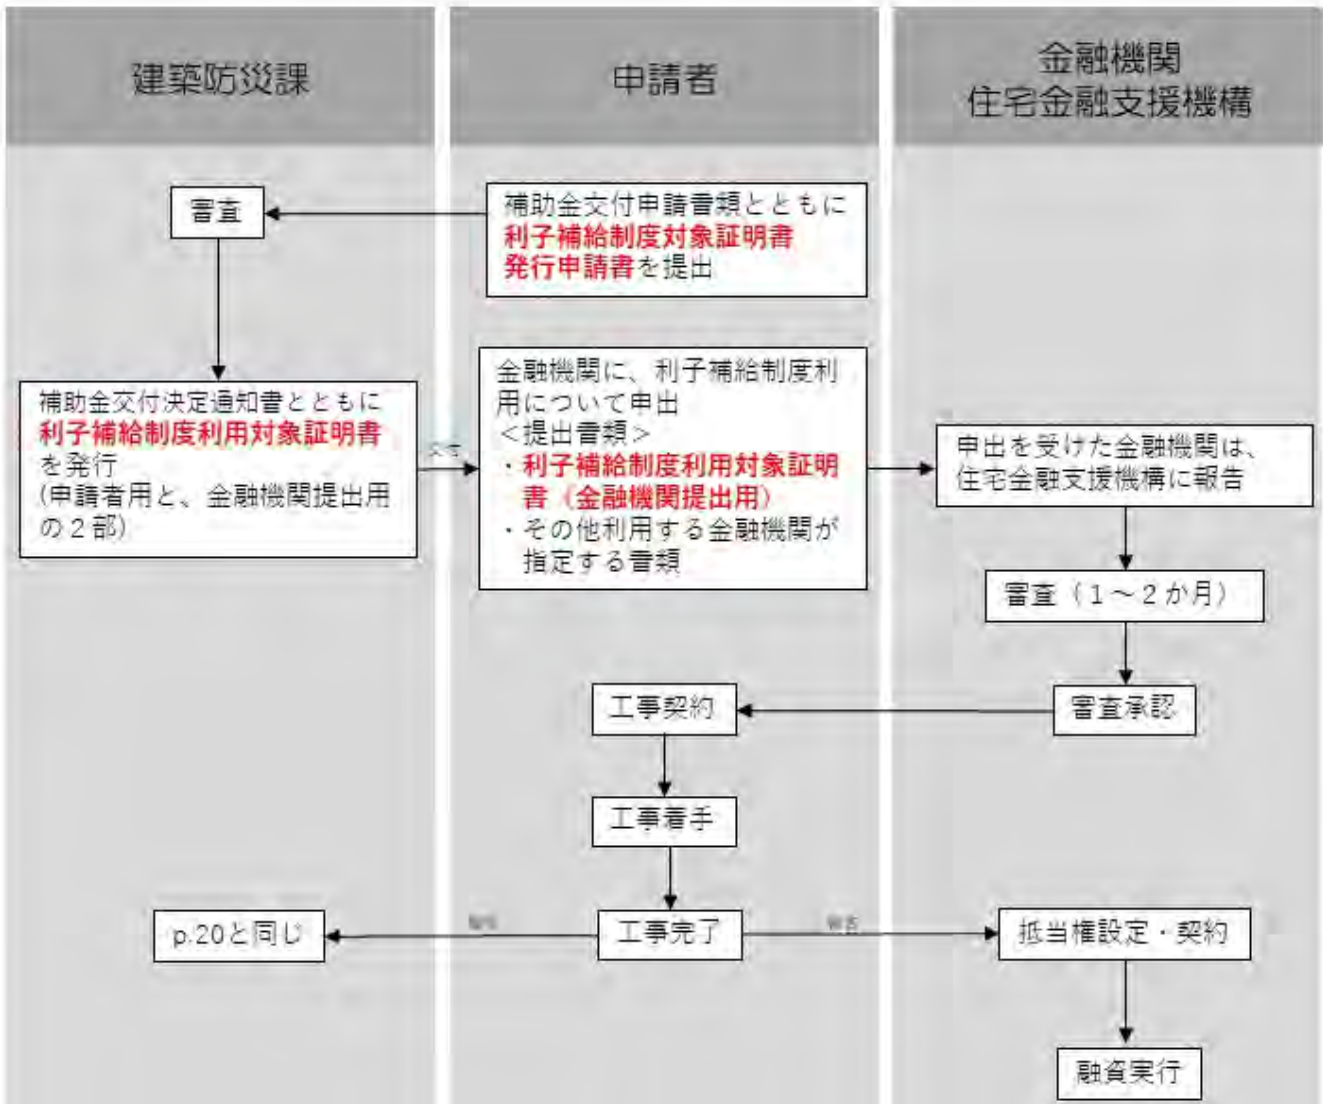 建築防災課
申請者
金融機関
住宅金融支援機構
補助金交付申請書類とともに
利子補給制度対象証明書
発行申請書を提出
審査
補助金交付決定通知書とともに
利子補給制度利用対象証明書
を発行
(申請者用と、金融機関提出用
の2部)
金融機関に、利子補給制度利
用について申出
<提出書類>
・利子補給制度利用対象証明
書(金融機関提出用)
・その他利用する金融機関が
指定する書類
申出を受けた金融機関は、
住宅金融支援機構に報告
審査(1~2か月)
審査承認
工事契約
工事着手
工事完了
p.20と同じ
抵当権設定・契約
融資実行